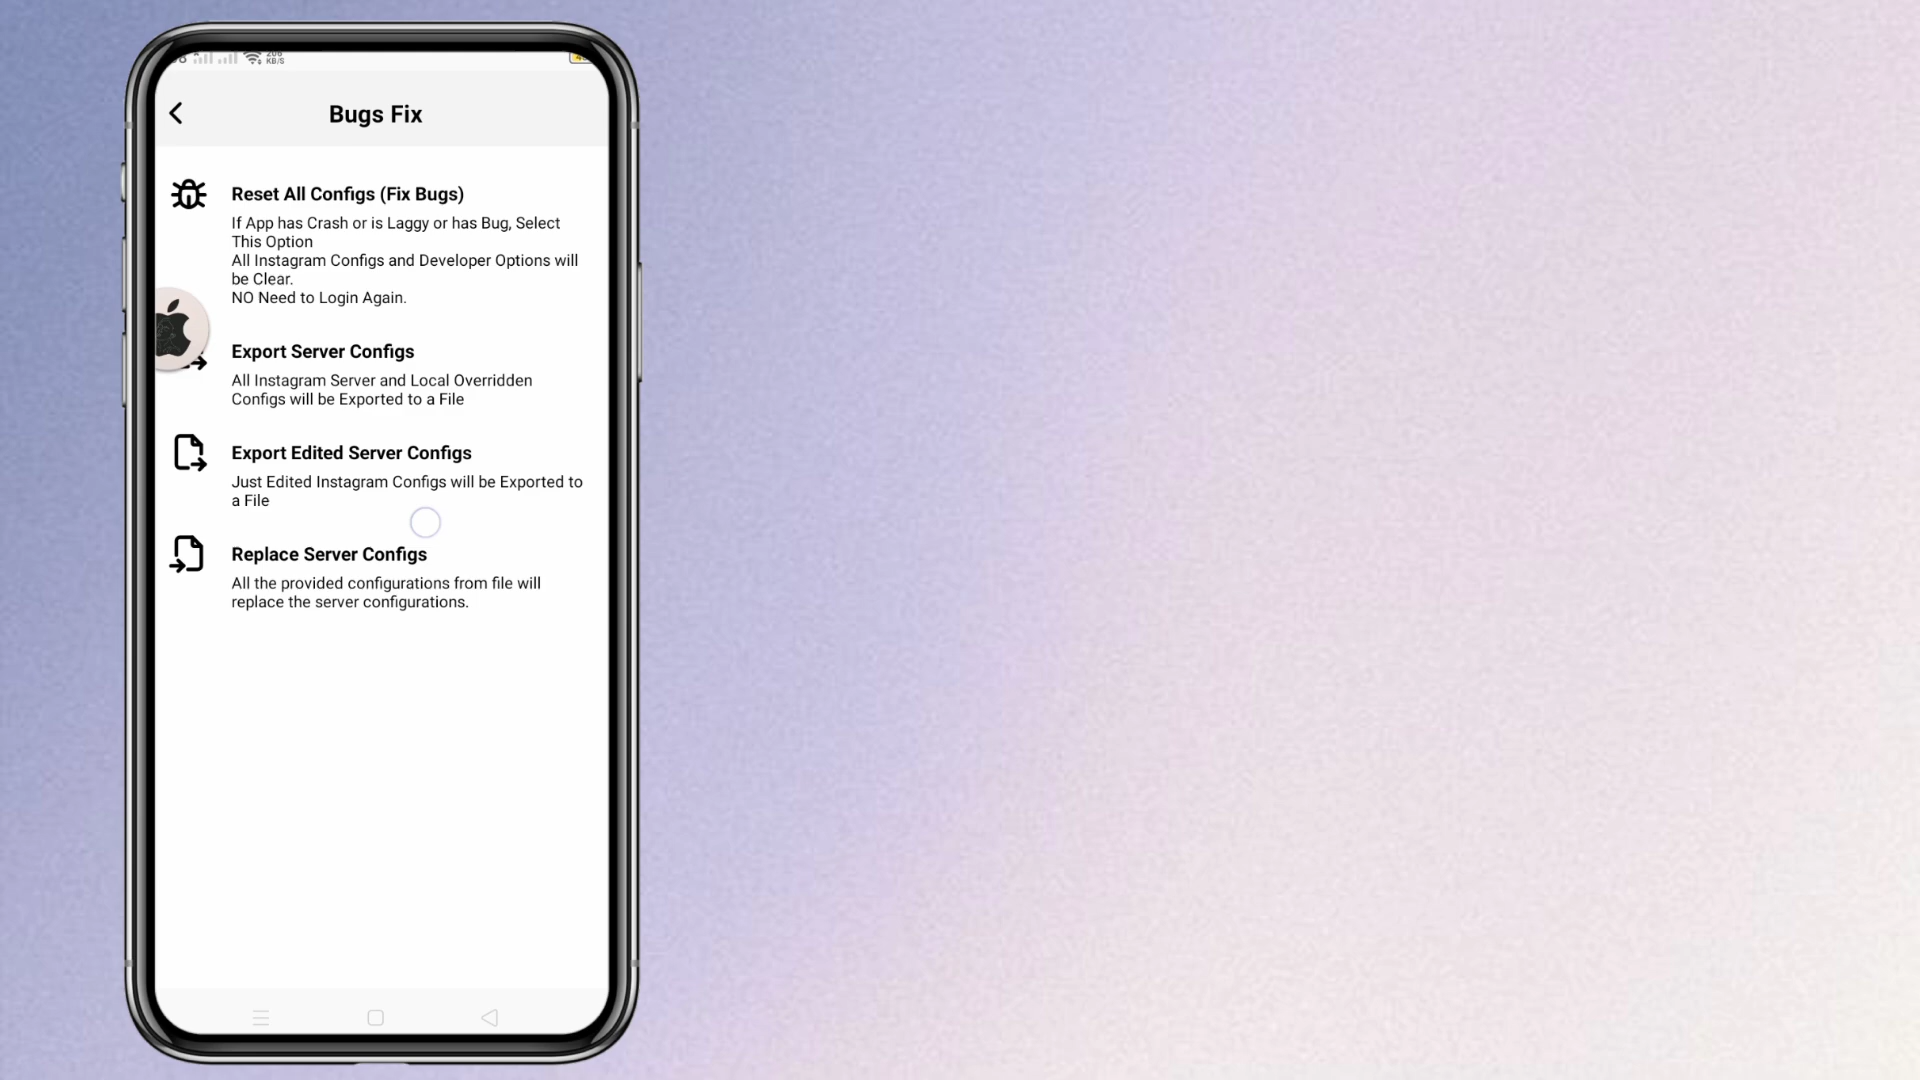 206
KB/S
Bugs Fix
Reset All Configs (Fix Bugs)
If App has Crash or is Laggy or has Bug, Select
This Option
All Instagram Configs and Developer Options will
be Clear.
NO Need to Login Again.
Export Server Configs
All Instagram Server and Local Overridden
Configs will be Exported to a File
Export Edited Server Configs
Just Edited Instagram Configs will be Exported to
a File
Replace Server Configs
All the provided configurations from file will
replace the server configurations.